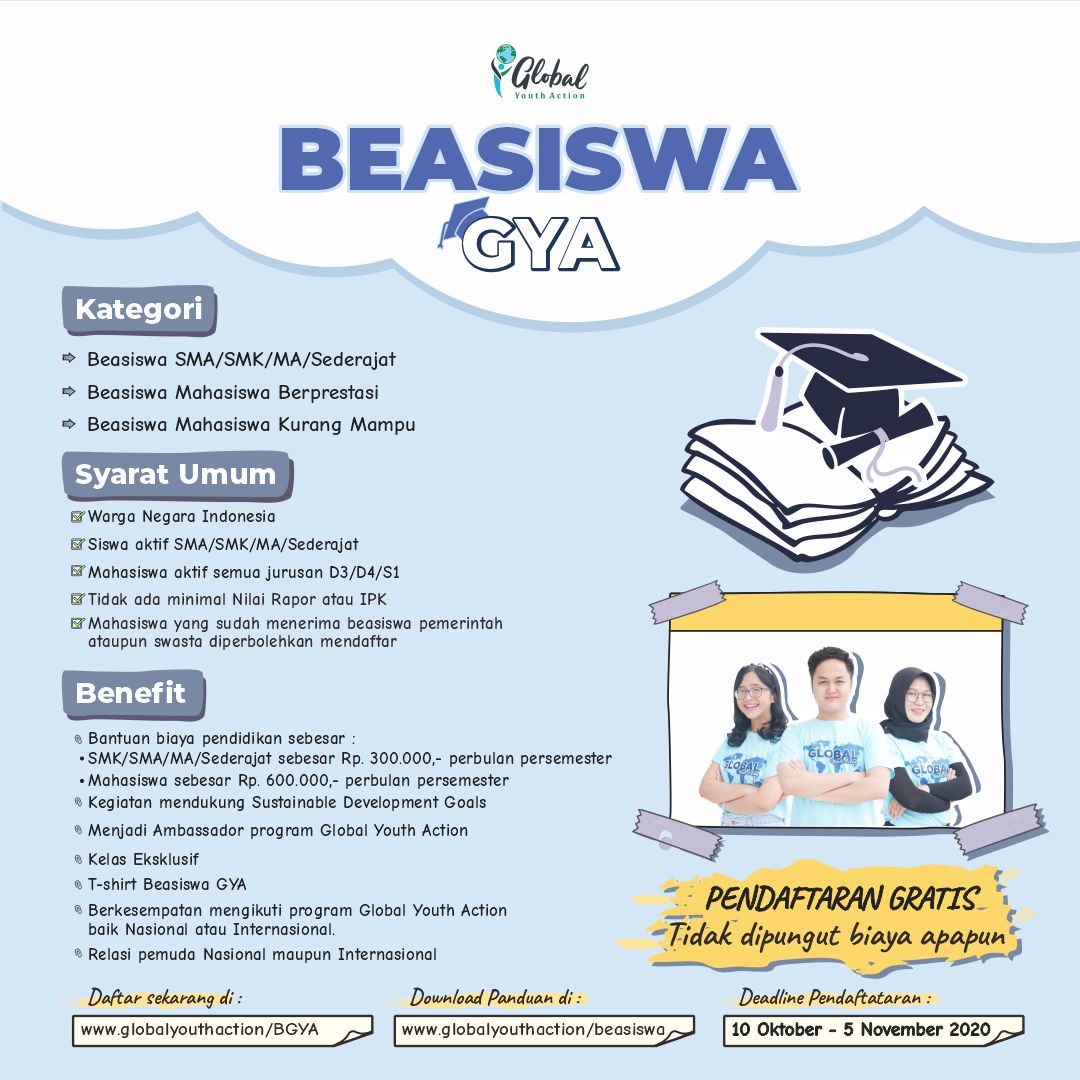 Global
Youth Action
BEASISWA
GYA
Kategori
Beasiswa SMA/SMK/MA/Sederajat
Beasiswa Mahasiswa Berprestasi
Beasiswa Mahasiswa Kurang Mampu
Syarat Umum
Warga Negara Indonesia
Siswa aktif SMA/SMK/MA/Sederajat
Mahasiswa aktif semua jurusan D3/D4/S1
Tidak ada minimal Nilai Rapor atau IPK
Mahasiswa yang sudah menerima beasiswa pemerintah
ataupun swasta diperbolehkan mendaftar
Benefit
Bantuan biaya pendidikan sebesar :
• SMK/SMA/MA/Sederajat sebesar Rp. 300.000,- perbulan persemester
• Mahasiswa sebesar Rp. 600.000,- perbulan persemester
Kegiatan mendukung Sustainable Development Goals
Menjadi Ambassador program Global Youth Action
Kelas Eksklusif
T-shirt Beasiswa GYA
Berkesempatan mengikuti program Global Youth Action
baik Nasional atau Internasional.
Relasi pemuda Nasional maupun Internasional
GLOBAL
GLOBAL
GLOBAL
PENDAFTARAN GRATIS
Tidak dipungut biaya apapun
Daftar sekarang di :
www.globalyouthaction/BGYA
Download Panduan di :
www.globalyouthaction/beasiswa
Deadline Pendaftataran :
10 Oktober - 5 November 2020